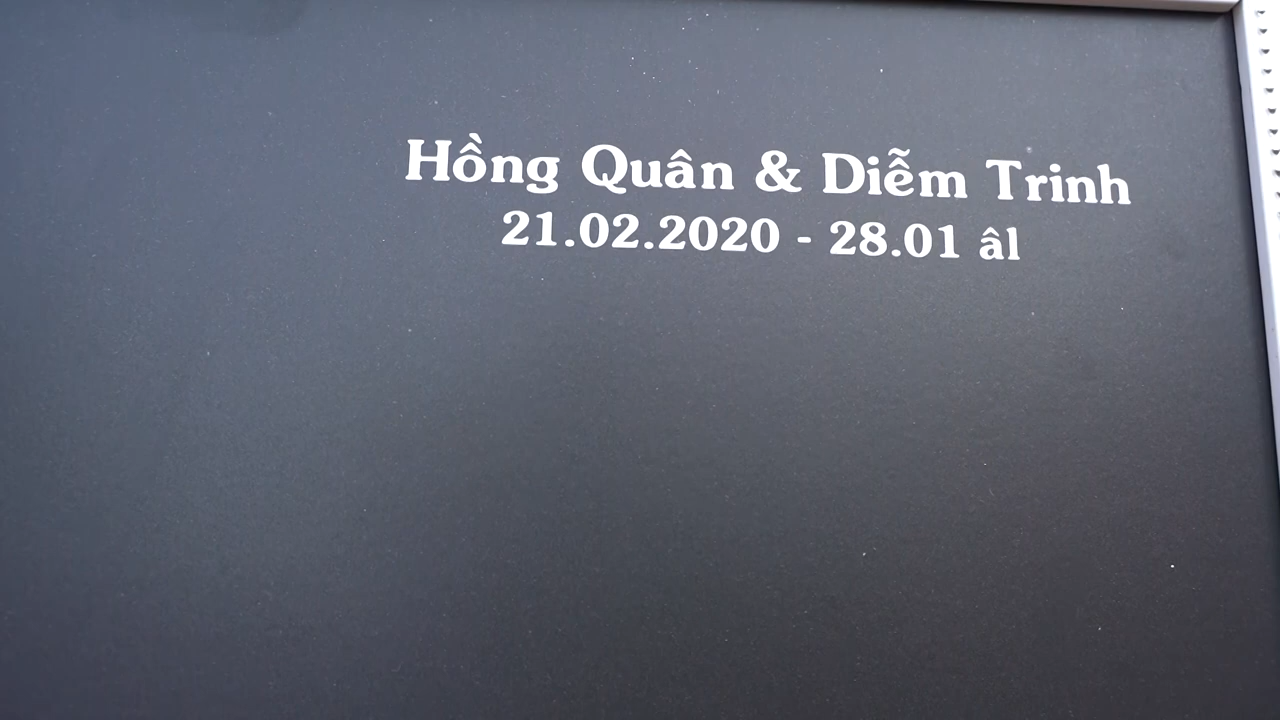 Hồng Quân & Diễm Trinh
21.02.2020 - 28.01 âl